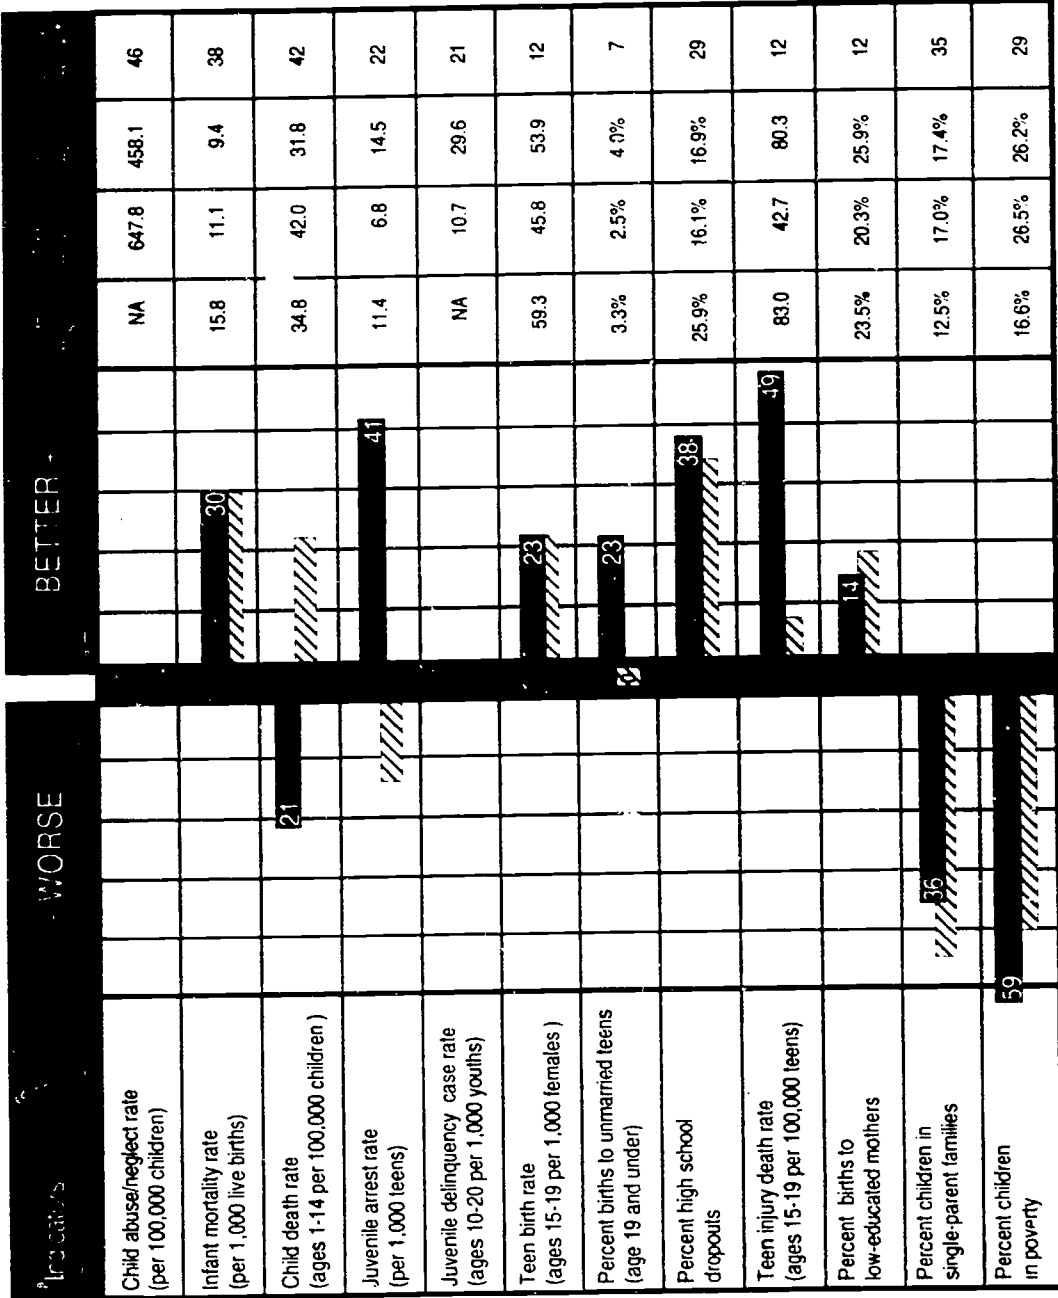 Indicators - WORSE BETTER +
Child abuse/neglect rate
(per 100,000 children) NA 647.8 458.1 46
Infant mortality rate
(per 1,000 live births) 30 15.8 11.1 9.4 38
Child death rate
(ages 1-14 per 100,000 children ) 21 34.8 42.0 31.8 42
Juvenile arrest rate
(per 1,000 teens) 41 11.4 6.8 14.5 22
Juvenile delinquency case rate
(ages 10-20 per 1,000 youths) NA 10.7 29.6 21
Teen birth rate
(ages 15-19 per 1,000 females ) 23 59.3 45.8 53.9 12
Percent births to unmarried teens
(age 19 and under) 0 23 3.3% 2.5% 4.0% 7
Percent high school
dropouts 38 25.9% 16.1% 16.9% 29
Teen injury death rate
(ages 15-19 per 100,000 teens) 49 83.0 42.7 80.3 12
Percent births to
low-educated mothers 14 23.5% 20.3% 25.9% 12
Percent children in
single-parent families 36 12.5% 17.0% 17.4% 35
Percent children
in poverty 59 16.6% 26.5% 26.2% 29